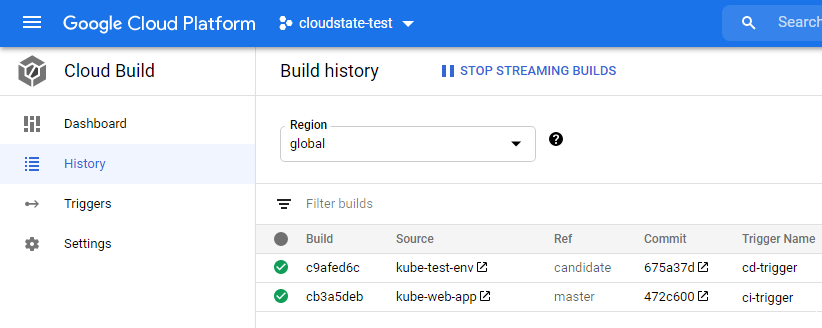 Google Cloud Platform cloudstate-test Search
Cloud Build
Build history STOP STREAMING BUILDS
Dashboard
History
Triggers
Settings
Region
global
Filter builds
Build Source Ref Commit Trigger Name
c9afed6c kube-test-env candidate 675a37d cd-trigger
cb3a5deb kube-web-app master 472c600 ci-trigger